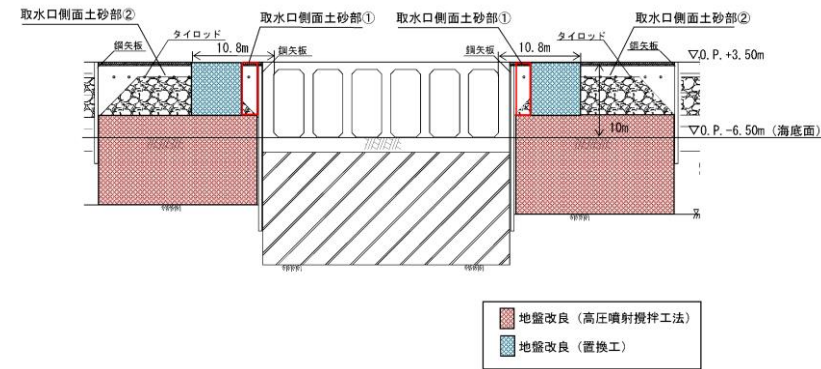 取水口側面土砂部②
タイロッド
取水口側面土砂部①
取水口側面土砂部①
タイロッド
取水口側面土砂部②
鋼矢板
10.8m
鋼矢板
鋼矢板
10.8m
鋼矢板
▽O.P.+3.50m
10m
▽O.P.-6.50m (海底面)
地盤改良（高圧噴射攪拌工法）
地盤改良（置換工）